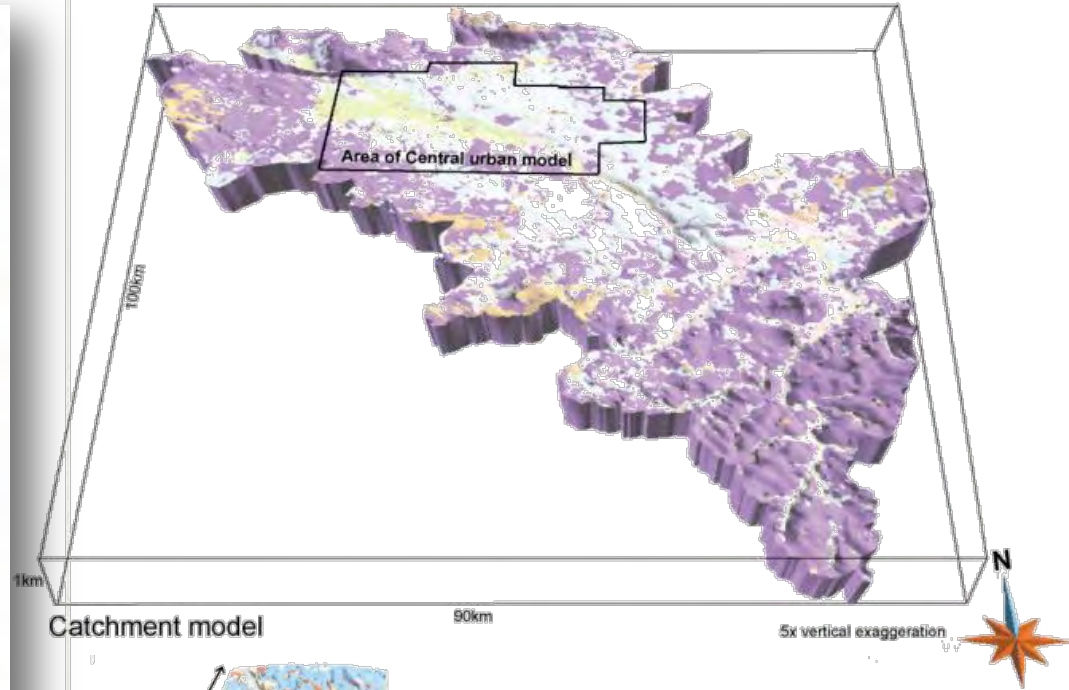 Area of Central urban model
100km
1km
90km
N
Catchment model
5x vertical exaggeration